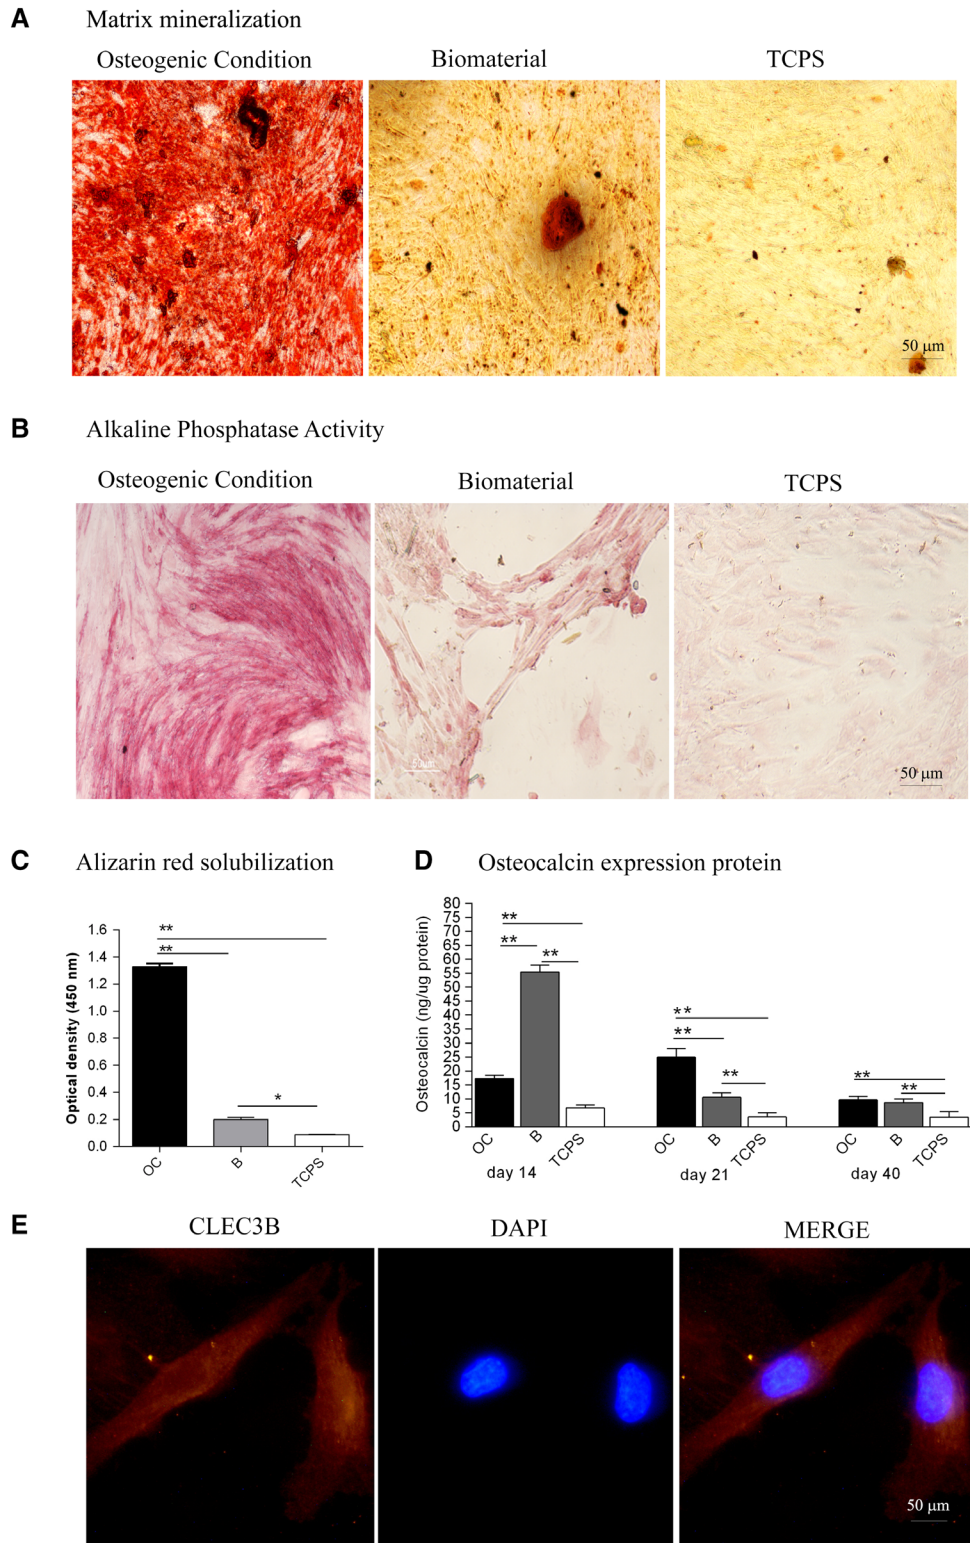 A Matrix mineralization
Osteogenic Condition Biomaterial TCPS
50 µm
B Alkaline Phosphatase Activity
Osteogenic Condition Biomaterial TCPS
50µm
50 µm
C Alizarin red solubilization
Optical density (450 nm)
1.6
1.4
1.2
1.0
0.8
0.6
0.4
0.2
0.0
**
**
*
OC B TCPS
D Osteocalcin expression protein
Osteocalcin (ng/ug protein)
80
75
70
65
60
55
50
45
40
35
30
25
20
15
10
5
0
**
**
**
**
**
**
**
**
OC B TCPS OC B TCPS OC B TCPS
day 14 day 21 day 40
E CLEC3B DAPI MERGE
50 µm